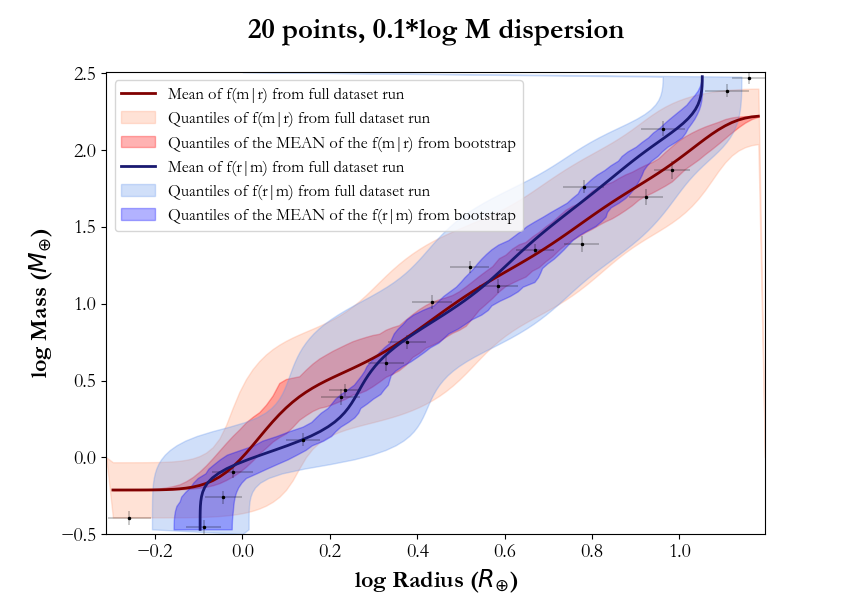 20 points, 0.1*log M dispersion
Mean of f(m|r) from full dataset run
Quantiles of f(m|r) from full dataset run
Quantiles of the MEAN of the f(m|r) from bootstrap
Mean of f(r|m) from full dataset run
Quantiles of f(r|m) from full dataset run
Quantiles of the MEAN of the f(r|m) from bootstrap
log Mass (M⊕)
2.5
2.0
1.5
1.0
0.5
0.0
−0.5
−0.2 0.0 0.2 0.4 0.6 0.8 1.0
log Radius (R⊕)